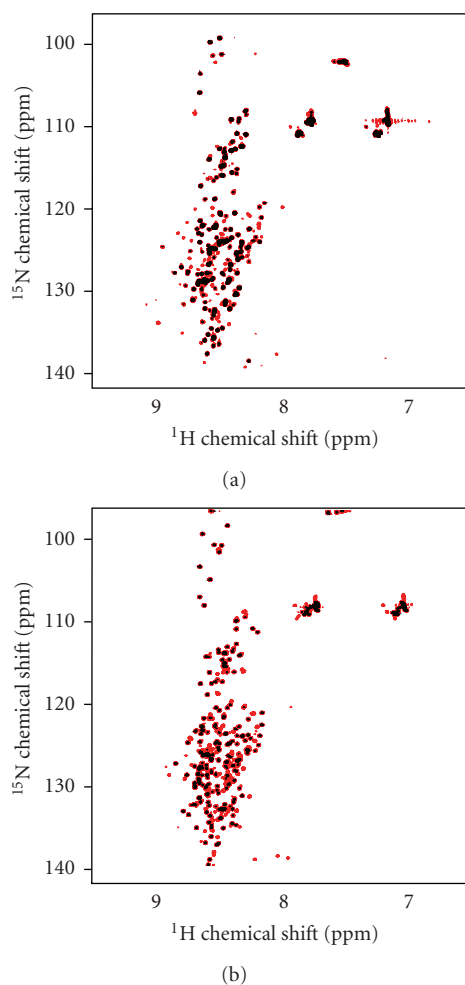 100
110
120
130
140
¹⁵N chemical shift (ppm)
9 8 7
¹H chemical shift (ppm)
(a)
100
110
120
130
140
¹⁵N chemical shift (ppm)
9 8 7
¹H chemical shift (ppm)
(b)